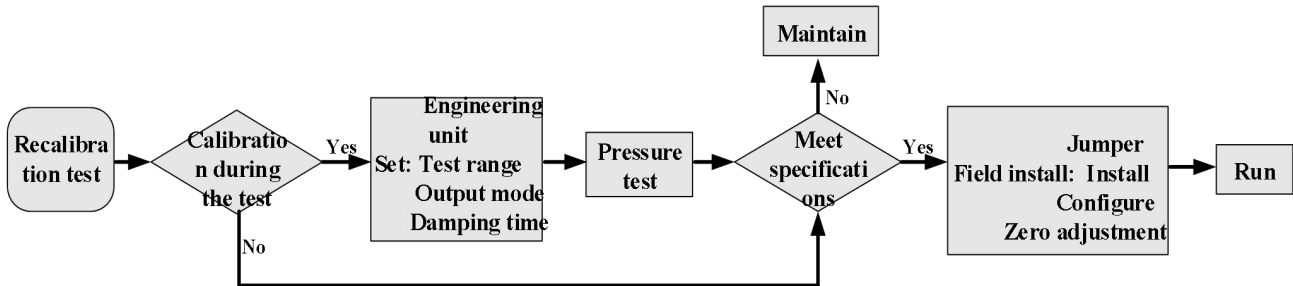 Recalibra
tion test
Calibratio
n during
the test
Yes
No
Engineering
unit
Set: Test range
Output mode
Damping time
Pressure
test
Meet
specificati
ons
No
Maintain
Yes
Jumper
Field install: Install
Configure
Zero adjustment
Run